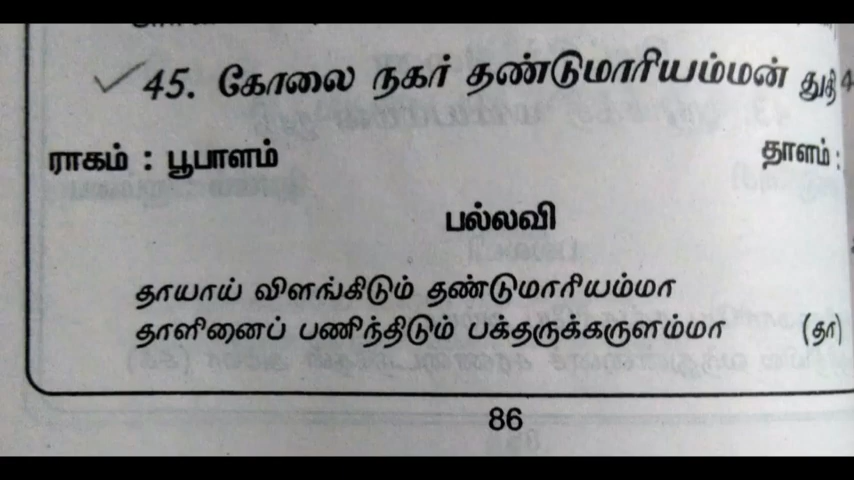 45. கோலை நகர் தண்டுமாரியம்மன் துதி
ராகம் : பூபாளம் தாளம் :
பல்லவி
தாயாய் விளங்கிடும் தண்டுமாரியம்மா
தாளினைப் பணிந்திடும் பக்தருக்கருளம்மா (தா)
86